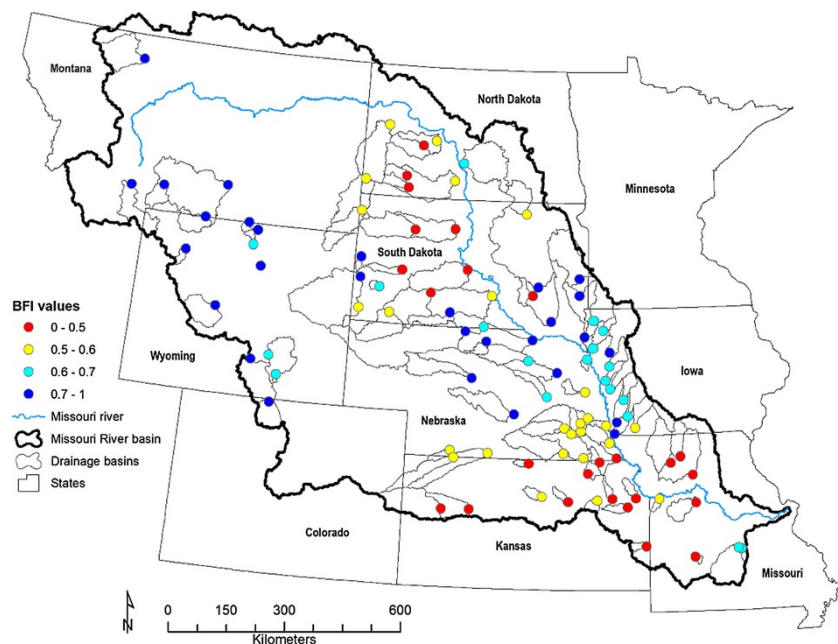 Montana
North Dakota
Minnesota
South Dakota
BFI values
0 - 0.5
0.5 - 0.6
Wyoming
0.6 - 0.7
0.7 - 1
Iowa
Missouri river
Nebraska
Missouri River basin
Drainage basins
States
Colorado
Kansas
Missouri
N
0 75 150 300 450 600
Kilometers